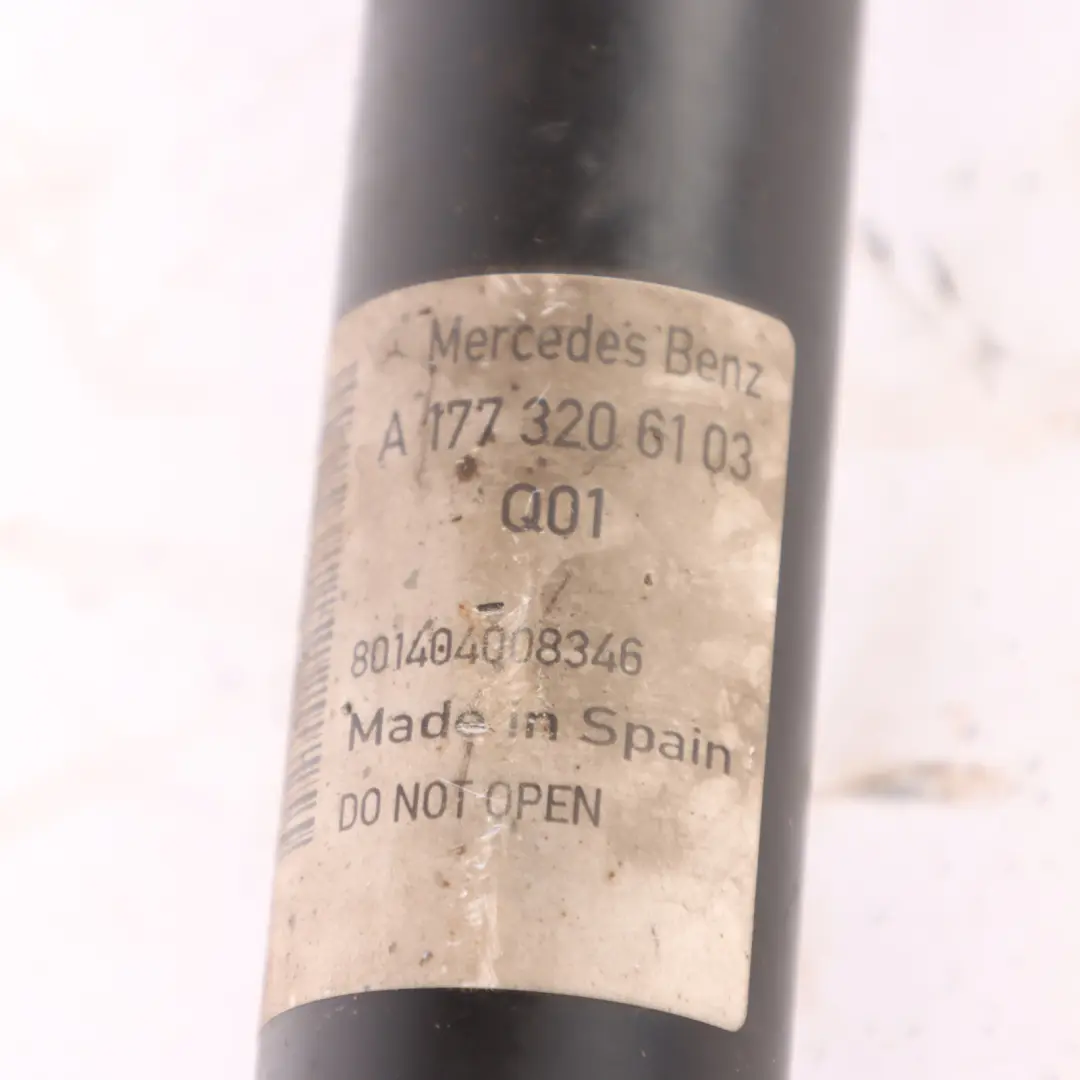 Mercedes Benz
A 177 320 61 03
Q01
801404008346
Made in Spain
DO NOT OPEN